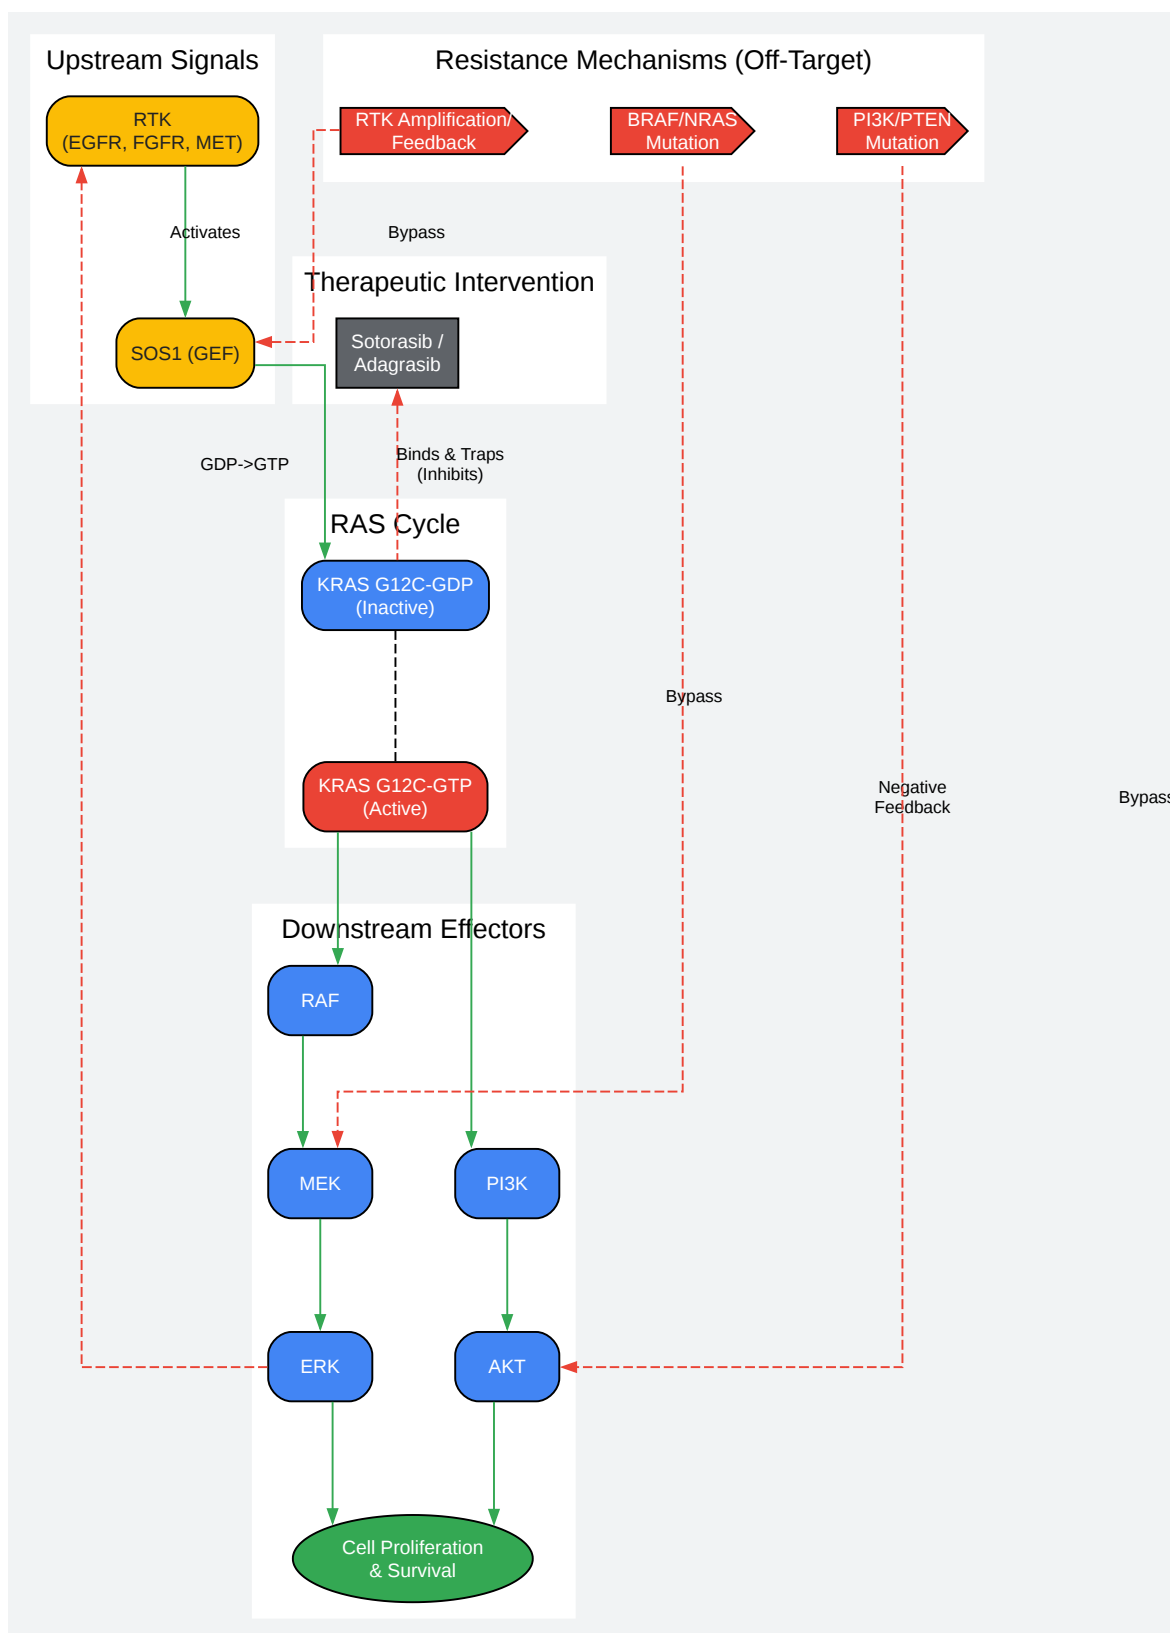 Upstream Signals
Resistance Mechanisms (Off-Target)
RTK
(EGFR, FGFR, MET)
RTK Amplification/
Feedback
BRAF/NRAS
Mutation
PI3K/PTEN
Mutation
Activates
Bypass
Therapeutic Intervention
SOS1 (GEF)
Sotorasib /
Adagrasib
GDP->GTP
Binds & Traps
(Inhibits)
RAS Cycle
KRAS G12C-GDP
(Inactive)
Bypass
KRAS G12C-GTP
(Active)
Negative
Feedback
Bypass
Downstream Effectors
RAF
MEK
PI3K
ERK
AKT
Cell Proliferation
& Survival